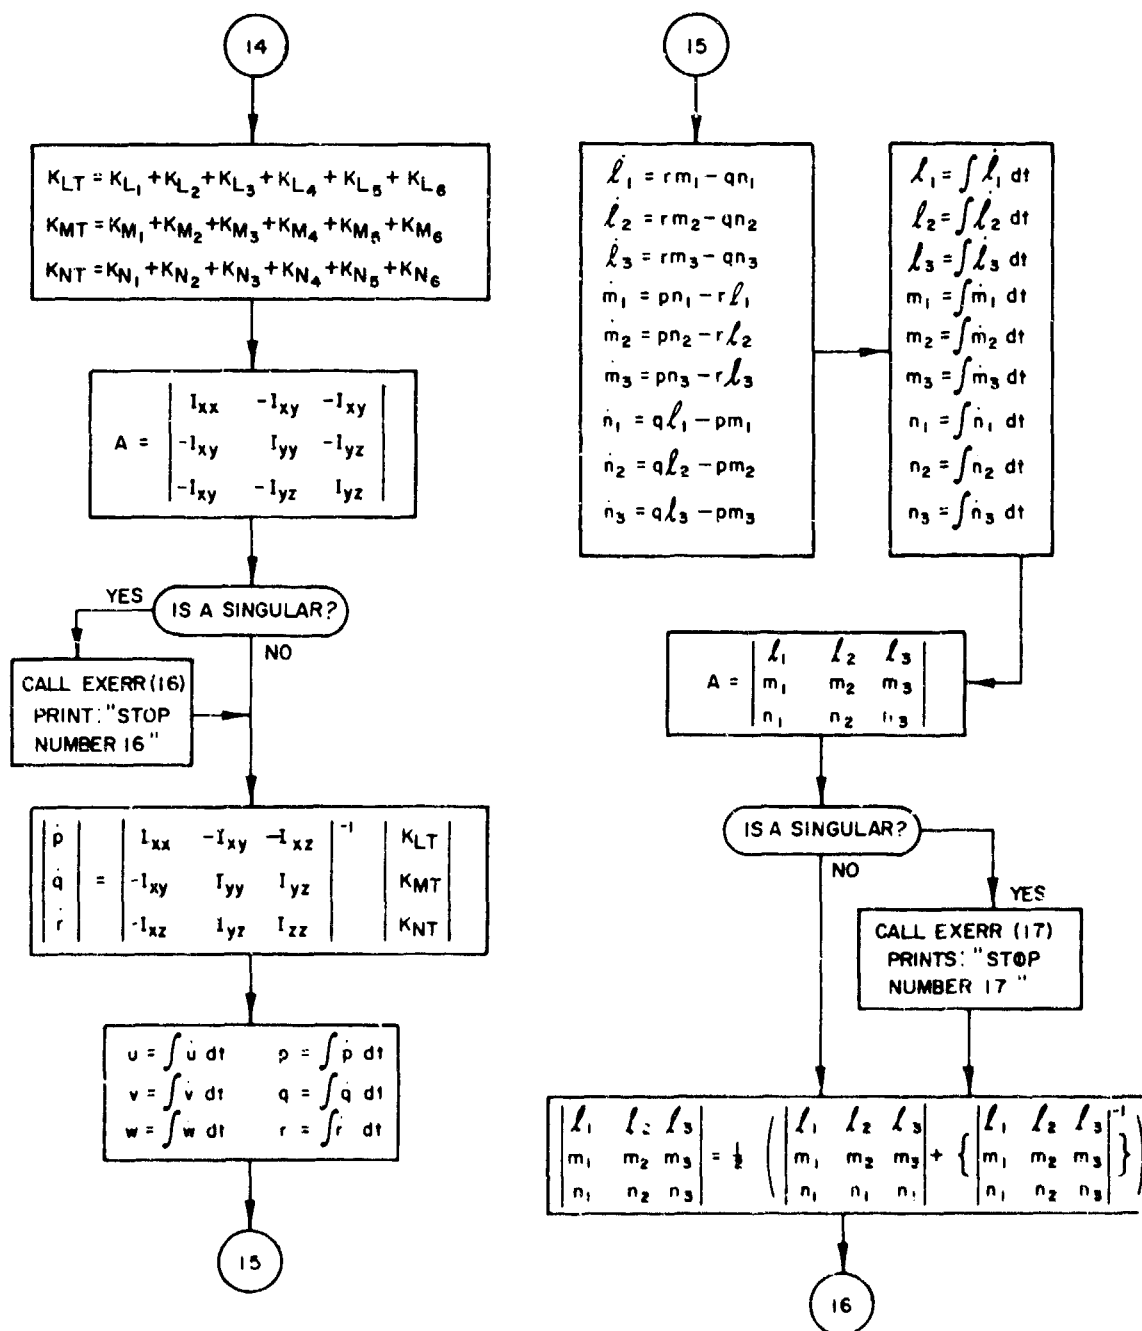 14
K_LT = K_L1 + K_L2 + K_L3 + K_L4 + K_L5 + K_L6
K_MT = K_M1 + K_M2 + K_M3 + K_M4 + K_M5 + K_M6
K_NT = K_N1 + K_N2 + K_N3 + K_N4 + K_N5 + K_N6
I_xx -I_xy -I_xy
A = -I_xy I_yy -I_yz
-I_xy -I_yz I_yz
IS A SINGULAR?
YES
NO
CALL EXERR (16)
PRINT: "STOP
NUMBER 16"
|ṗ| |I_xx -I_xy -I_xz|⁻¹ |K_LT|
|q̇| = |-I_xy I_yy I_yz| |K_MT|
|ṙ| |-I_xz I_yz I_zz| |K_NT|
u = ∫ u̇ dt p = ∫ ṗ dt
v = ∫ v̇ dt q = ∫ q̇ dt
w = ∫ ẇ dt r = ∫ ṙ dt
15
15
ℓ̇₁ = rm₁ – qn₁
ℓ̇₂ = rm₂ – qn₂
ℓ̇₃ = rm₃ – qn₃
ṁ₁ = pn₁ – rℓ₁
ṁ₂ = pn₂ – rℓ₂
ṁ₃ = pn₃ – rℓ₃
ṅ₁ = qℓ₁ – pm₁
ṅ₂ = qℓ₂ – pm₂
ṅ₃ = qℓ₃ – pm₃
ℓ₁ = ∫ ℓ̇₁ dt
ℓ₂ = ∫ ℓ̇₂ dt
ℓ₃ = ∫ ℓ̇₃ dt
m₁ = ∫ ṁ₁ dt
m₂ = ∫ ṁ₂ dt
m₃ = ∫ ṁ₃ dt
n₁ = ∫ ṅ₁ dt
n₂ = ∫ ṅ₂ dt
n₃ = ∫ ṅ₃ dt
ℓ₁ ℓ₂ ℓ₃
A = m₁ m₂ m₃
n₁ n₂ n₃
IS A SINGULAR?
NO
YES
CALL EXERR (17)
PRINTS: "STOP
NUMBER 17 "
|ℓ₁ ℓ₂ ℓ₃| (|ℓ₁ ℓ₂ ℓ₃| {|ℓ₁ ℓ₂ ℓ₃|⁻¹})
|m₁ m₂ m₃| = ½ |m₁ m₂ m₃| + |m₁ m₂ m₃|
|n₁ n₂ n₃| |n₁ n₁ n₁| |n₁ n₂ n₃|
16